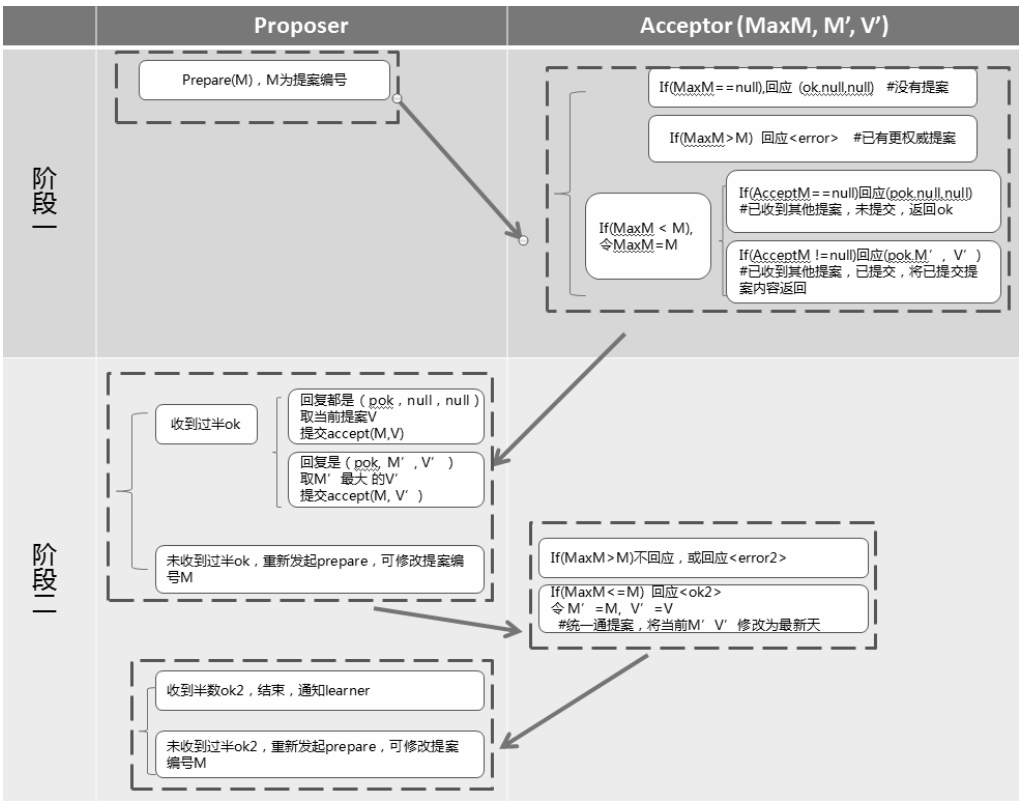 Proposer
Acceptor (MaxM, M’, V’)
阶段一
Prepare(M)，M为提案编号
If(MaxM==null),回应 (ok,null,null) #没有提案
If(MaxM>M) 回应<error> #已有更权威提案
If(MaxM < M),
令MaxM=M
If(AcceptM==null)回应(pok,null,null)
#已收到其他提案，未提交，返回ok
If(AcceptM !=null)回应(pok,M’，V’)
#已收到其他提案，已提交，将已提交提
案内容返回
阶段二
收到过半ok
回复都是（pok，null，null）
取当前提案V
提交accept(M,V)
回复是（pok, M’, V’）
取M’最大 的V’
提交accept(M, V’)
未收到过半ok，重新发起prepare，可修改提案编
号M
If(MaxM>M)不回应，或回应<error2>
If(MaxM<=M) 回应<ok2>
令 M’=M, V’=V
#统一通提案，将当前M’V’修改为最新天
收到半数ok2，结束，通知learner
未收到过半ok2，重新发起prepare，可修改提案
编号M